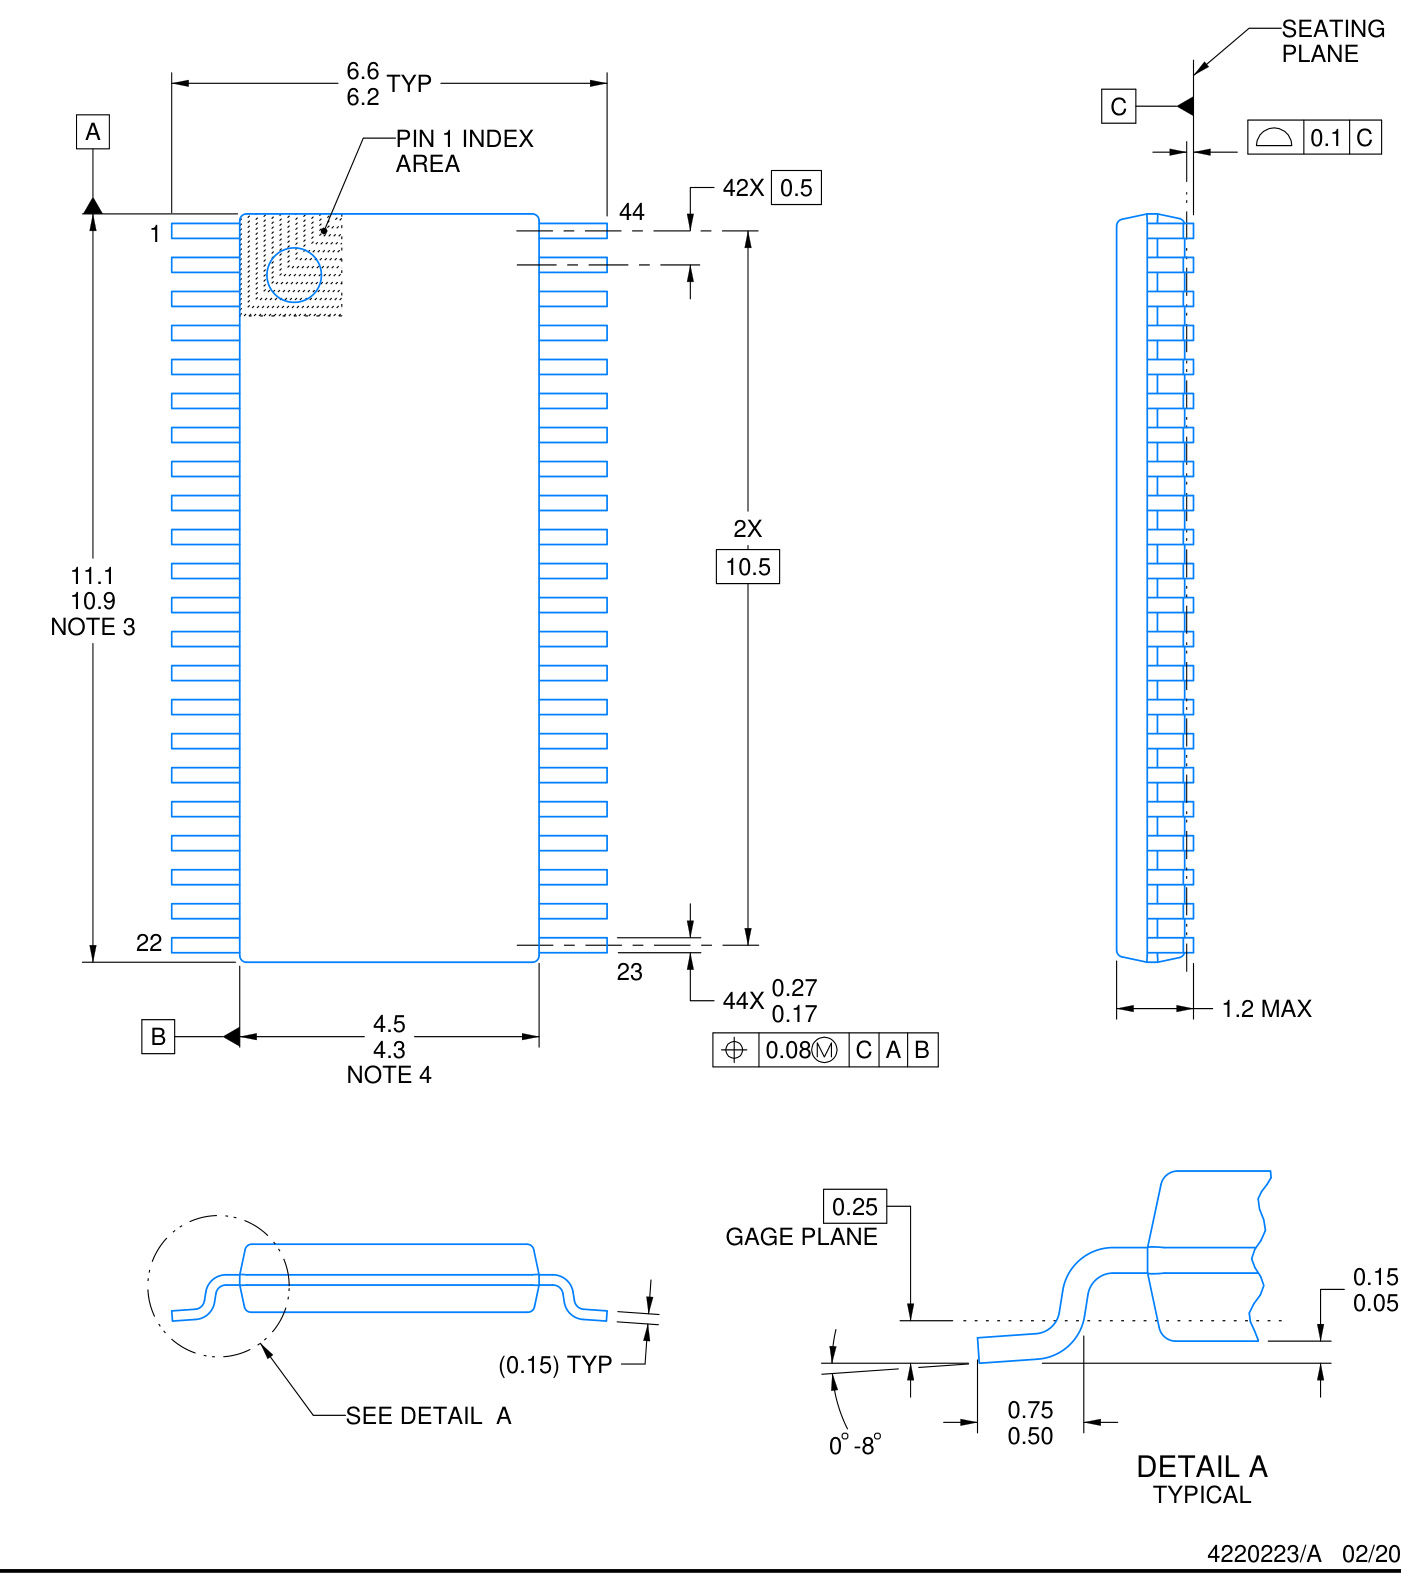 SEATING
PLANE
6.6
6.2
TYP
C
A
0.1 C
PIN 1 INDEX
AREA
42X 0.5
44
1
2X
10.5
11.1
10.9
NOTE 3
22
23
44X 0.27
0.17
1.2 MAX
4.5
4.3
NOTE 4
B
0.08Ⓜ C A B
0.25
GAGE PLANE
0.15
0.05
(0.15) TYP
0.75
0.50
SEE DETAIL A
0°-8°
DETAIL A
TYPICAL
4220223/A 02/20